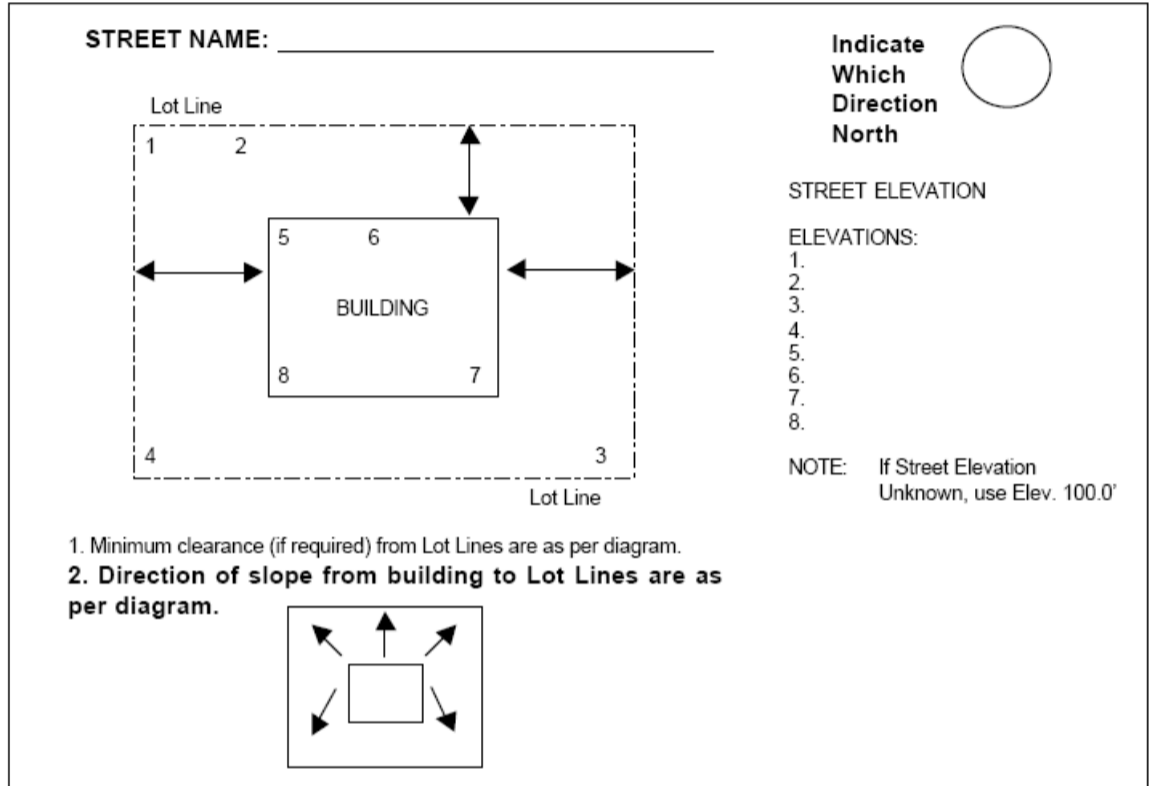 STREET NAME:
Indicate
Which
Direction
North
Lot Line
1 2
5 6
BUILDING
8 7
4 3
Lot Line
STREET ELEVATION
ELEVATIONS:
1.
2.
3.
4.
5.
6.
7.
8.
NOTE: If Street Elevation
Unknown, use Elev. 100.0'
1. Minimum clearance (if required) from Lot Lines are as per diagram.
2. Direction of slope from building to Lot Lines are as
per diagram.